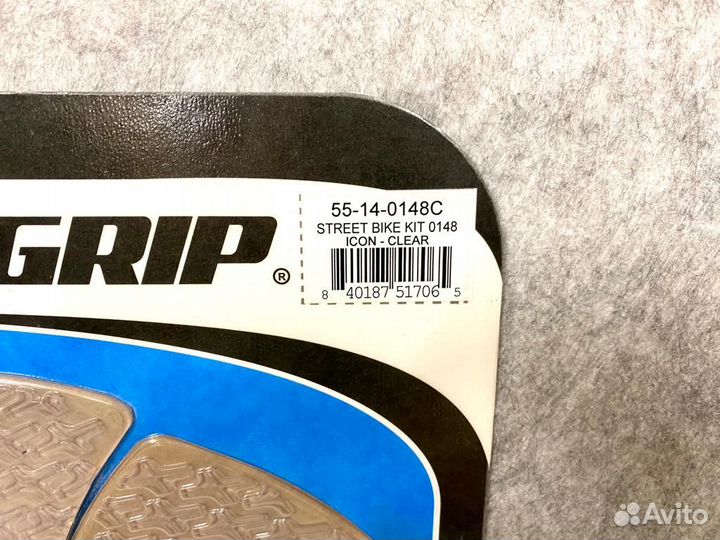 GRIP®
55-14-0148C
STREET BIKE KIT 0148
ICON - CLEAR
8 40187 51706 5
Avito